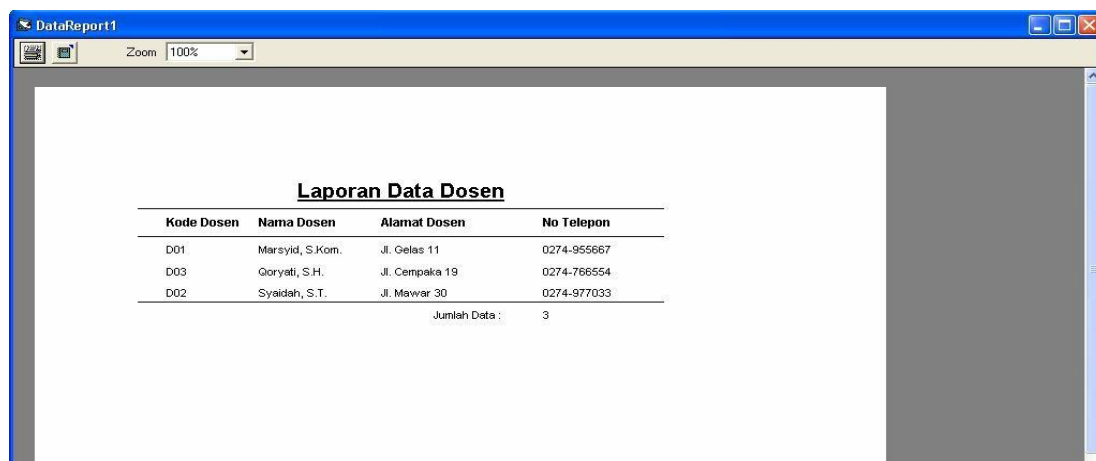 DataReport1
Zoom 100%
Laporan Data Dosen
Kode Dosen Nama Dosen Alamat Dosen No Telepon
D01 Marsyid, S.Kom. Jl. Gelas 11 0274-955667
D03 Qoryati, S.H. Jl. Cempaka 19 0274-766554
D02 Syaidah, S.T. Jl. Mawar 30 0274-977033
Jumlah Data : 3